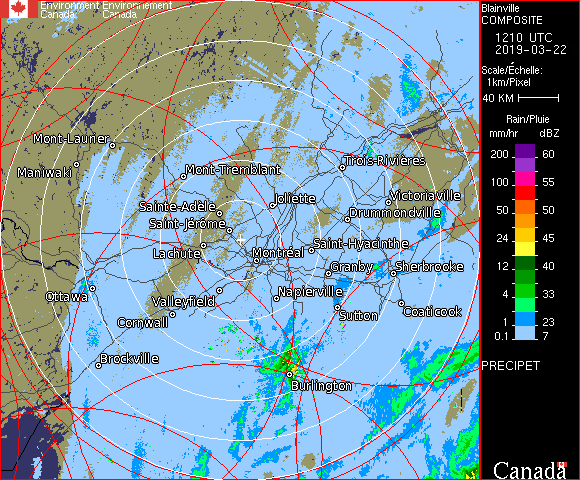 Environment Environnement
Canada Canada
Blainville
COMPOSITE
1210 UTC
2019-03-22
Scale/Échelle:
1km/Pixel
40 KM
Rain/Pluie
mm/hr dBZ
200 60
100 55
50 50
24 45
12 40
4 33
1 23
0.1 7
PRECIPET
Mont-Laurier
Maniwaki
Mont-Tremblant
Trois-Rivières
Sainte-Adèle
Joliette
Victoriaville
Saint-Jérôme
Drummondville
Lachute
Montréal
Saint-Hyacinthe
Granby
Sherbrooke
Ottawa
Valleyfield
Napierville
Cornwall
Sutton
Coaticook
Brockville
Burlington
Canada